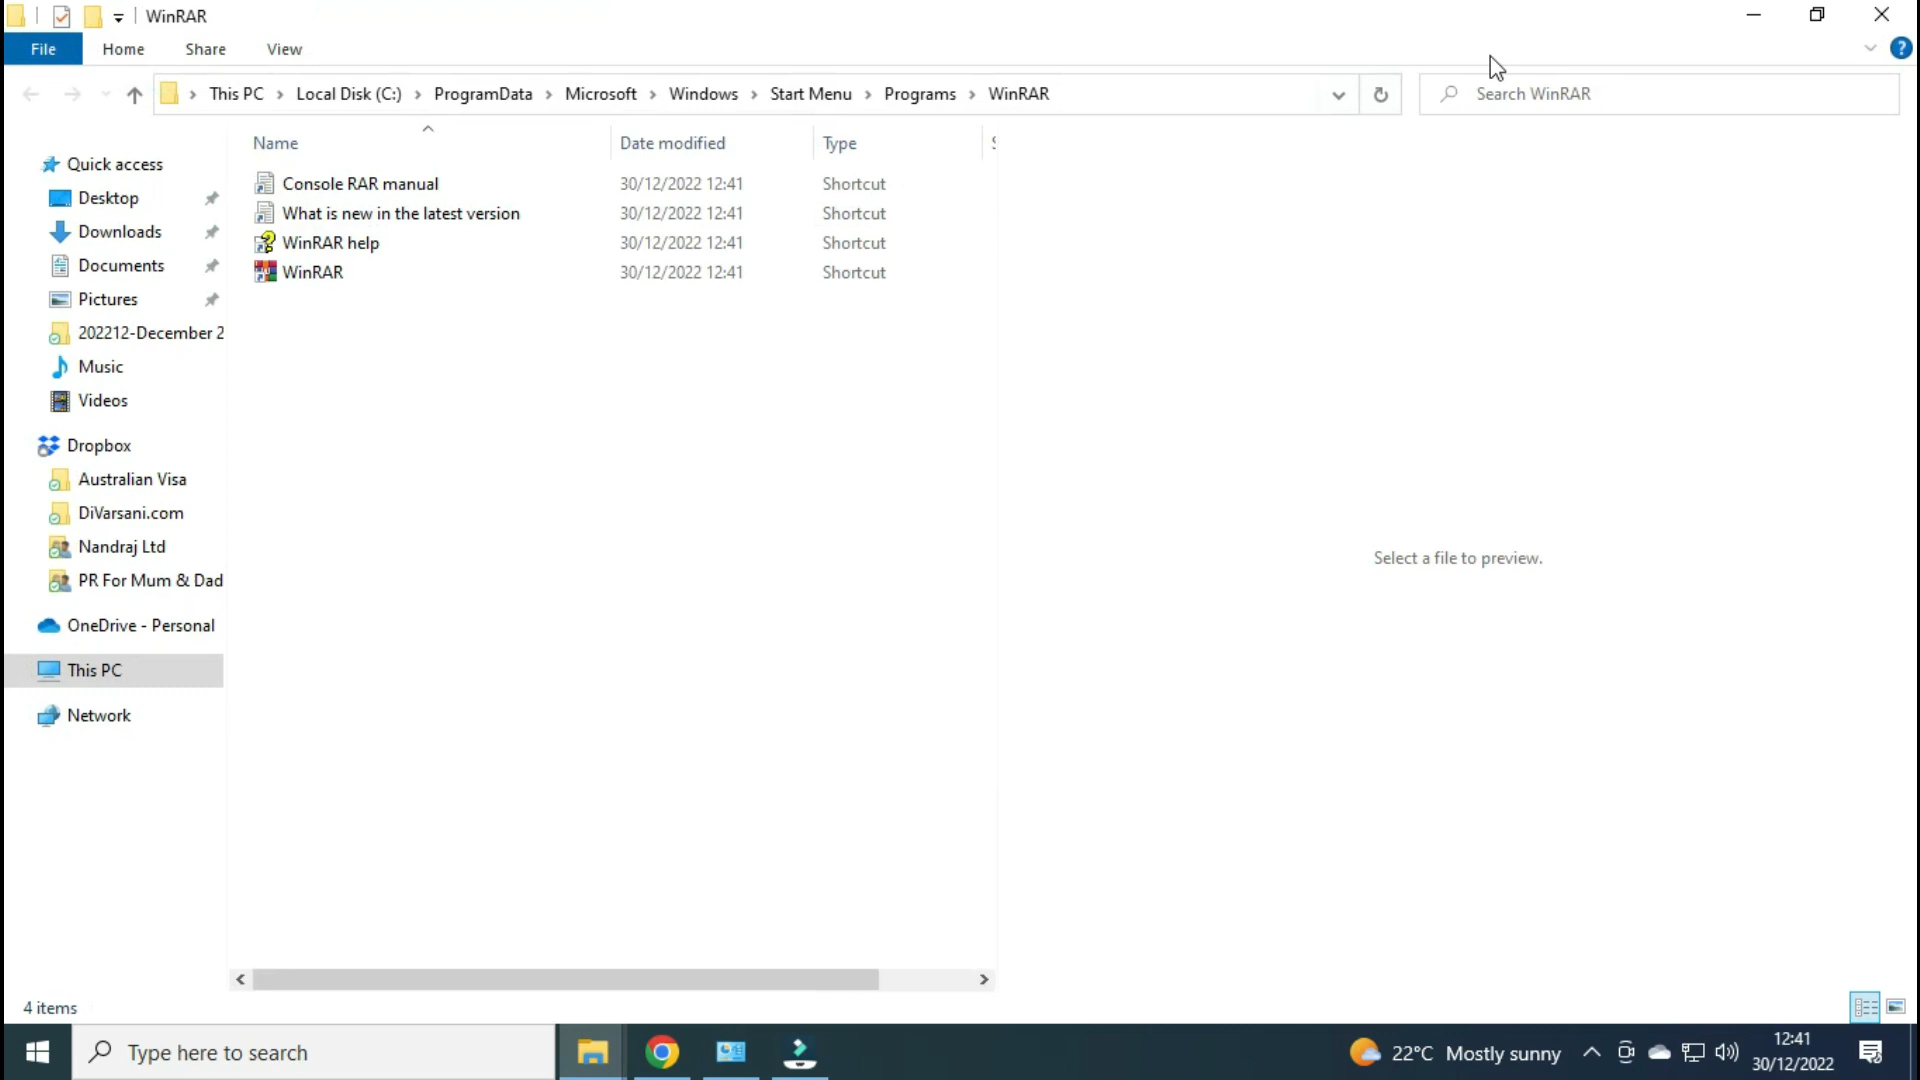 WinRAR
File Home Share View
This PC Local Disk (C:) ProgramData Microsoft Windows Start Menu Programs WinRAR
Search WinRAR
Name Date modified Type
Console RAR manual 30/12/2022 12:41 Shortcut
What is new in the latest version 30/12/2022 12:41 Shortcut
WinRAR help 30/12/2022 12:41 Shortcut
WinRAR 30/12/2022 12:41 Shortcut
Quick access
Desktop
Downloads
Documents
Pictures
202212-December 2
Music
Videos
Dropbox
Australian Visa
DiVarsani.com
Nandraj Ltd
PR For Mum & Dad
OneDrive - Personal
This PC
Network
Select a file to preview.
4 items
Type here to search
22°C Mostly sunny
12:41
30/12/2022